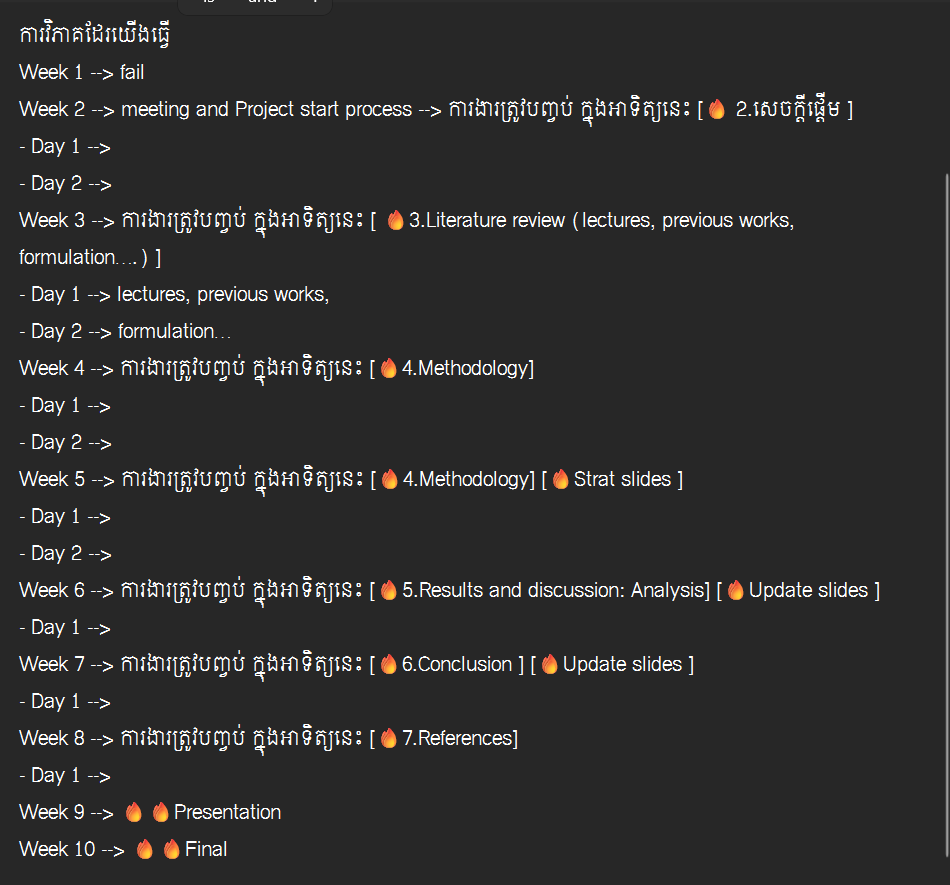 ការវិភាគដែរយើងធ្វើ
Week 1 --> fail
Week 2 --> meeting and Project start process --> ការងារត្រូវបញ្ចប់ ក្នុងអាទិត្យនេះ [ 🔥 2.សេចក្តីផ្តើម ]
- Day 1 -->
- Day 2 -->
Week 3 --> ការងារត្រូវបញ្ចប់ ក្នុងអាទិត្យនេះ [ 🔥 3.Literature review (lectures, previous works,
formulation….) ]
- Day 1 --> lectures, previous works,
- Day 2 --> formulation…
Week 4 --> ការងារត្រូវបញ្ចប់ ក្នុងអាទិត្យនេះ [ 🔥 4.Methodology]
- Day 1 -->
- Day 2 -->
Week 5 --> ការងារត្រូវបញ្ចប់ ក្នុងអាទិត្យនេះ [ 🔥 4.Methodology] [ 🔥 Strat slides ]
- Day 1 -->
- Day 2 -->
Week 6 --> ការងារត្រូវបញ្ចប់ ក្នុងអាទិត្យនេះ [ 🔥 5.Results and discussion: Analysis] [ 🔥 Update slides ]
- Day 1 -->
Week 7 --> ការងារត្រូវបញ្ចប់ ក្នុងអាទិត្យនេះ [ 🔥 6.Conclusion ] [ 🔥 Update slides ]
- Day 1 -->
Week 8 --> ការងារត្រូវបញ្ចប់ ក្នុងអាទិត្យនេះ [ 🔥 7.References]
- Day 1 -->
Week 9 --> 🔥 🔥 Presentation
Week 10 --> 🔥 🔥 Final